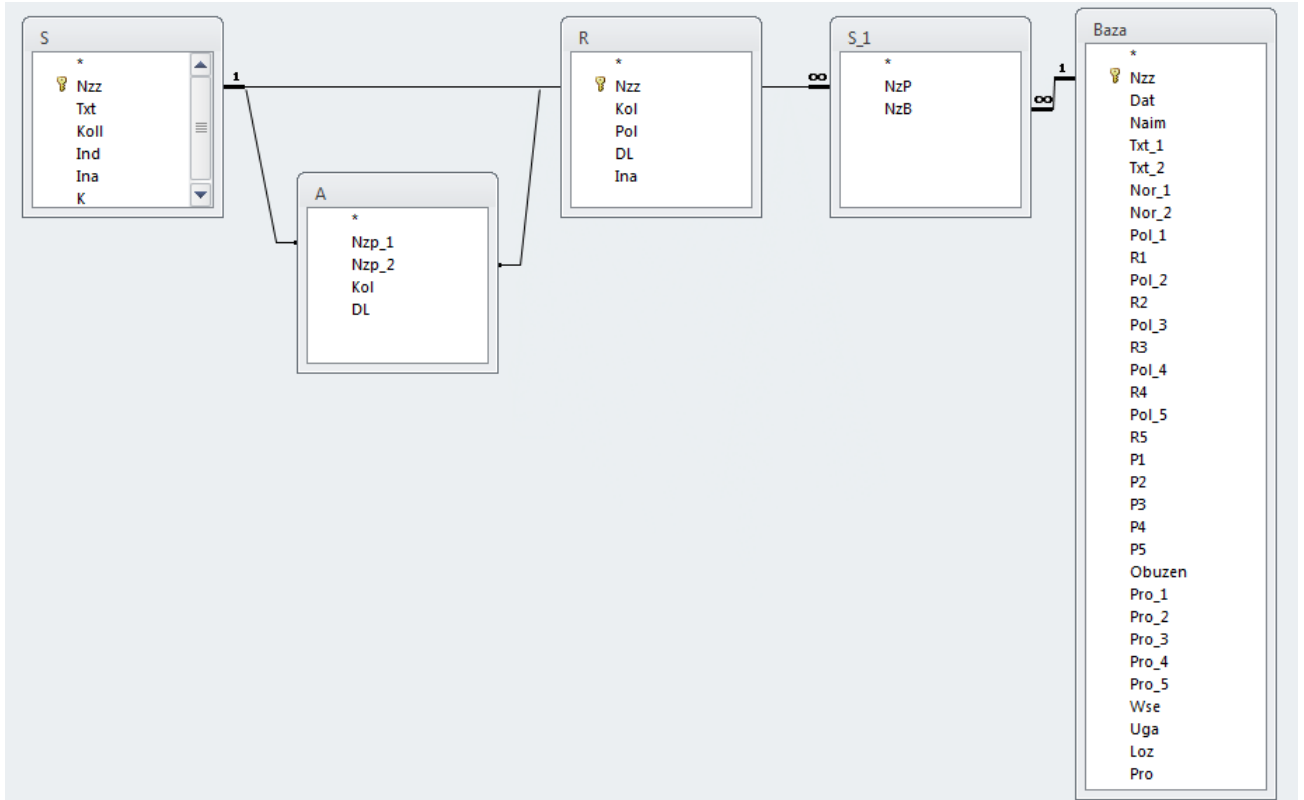 S
*
Nzz
Txt
Koll
Ind
Ina
K
1
A
*
Nzp_1
Nzp_2
Kol
DL
R
*
Nzz
Kol
Pol
DL
Ina
∞
S_1
*
NzP
NzB
∞
1
Baza
*
Nzz
Dat
Naim
Txt_1
Txt_2
Nor_1
Nor_2
Pol_1
R1
Pol_2
R2
Pol_3
R3
Pol_4
R4
Pol_5
R5
P1
P2
P3
P4
P5
Obuzen
Pro_1
Pro_2
Pro_3
Pro_4
Pro_5
Wse
Uga
Loz
Pro